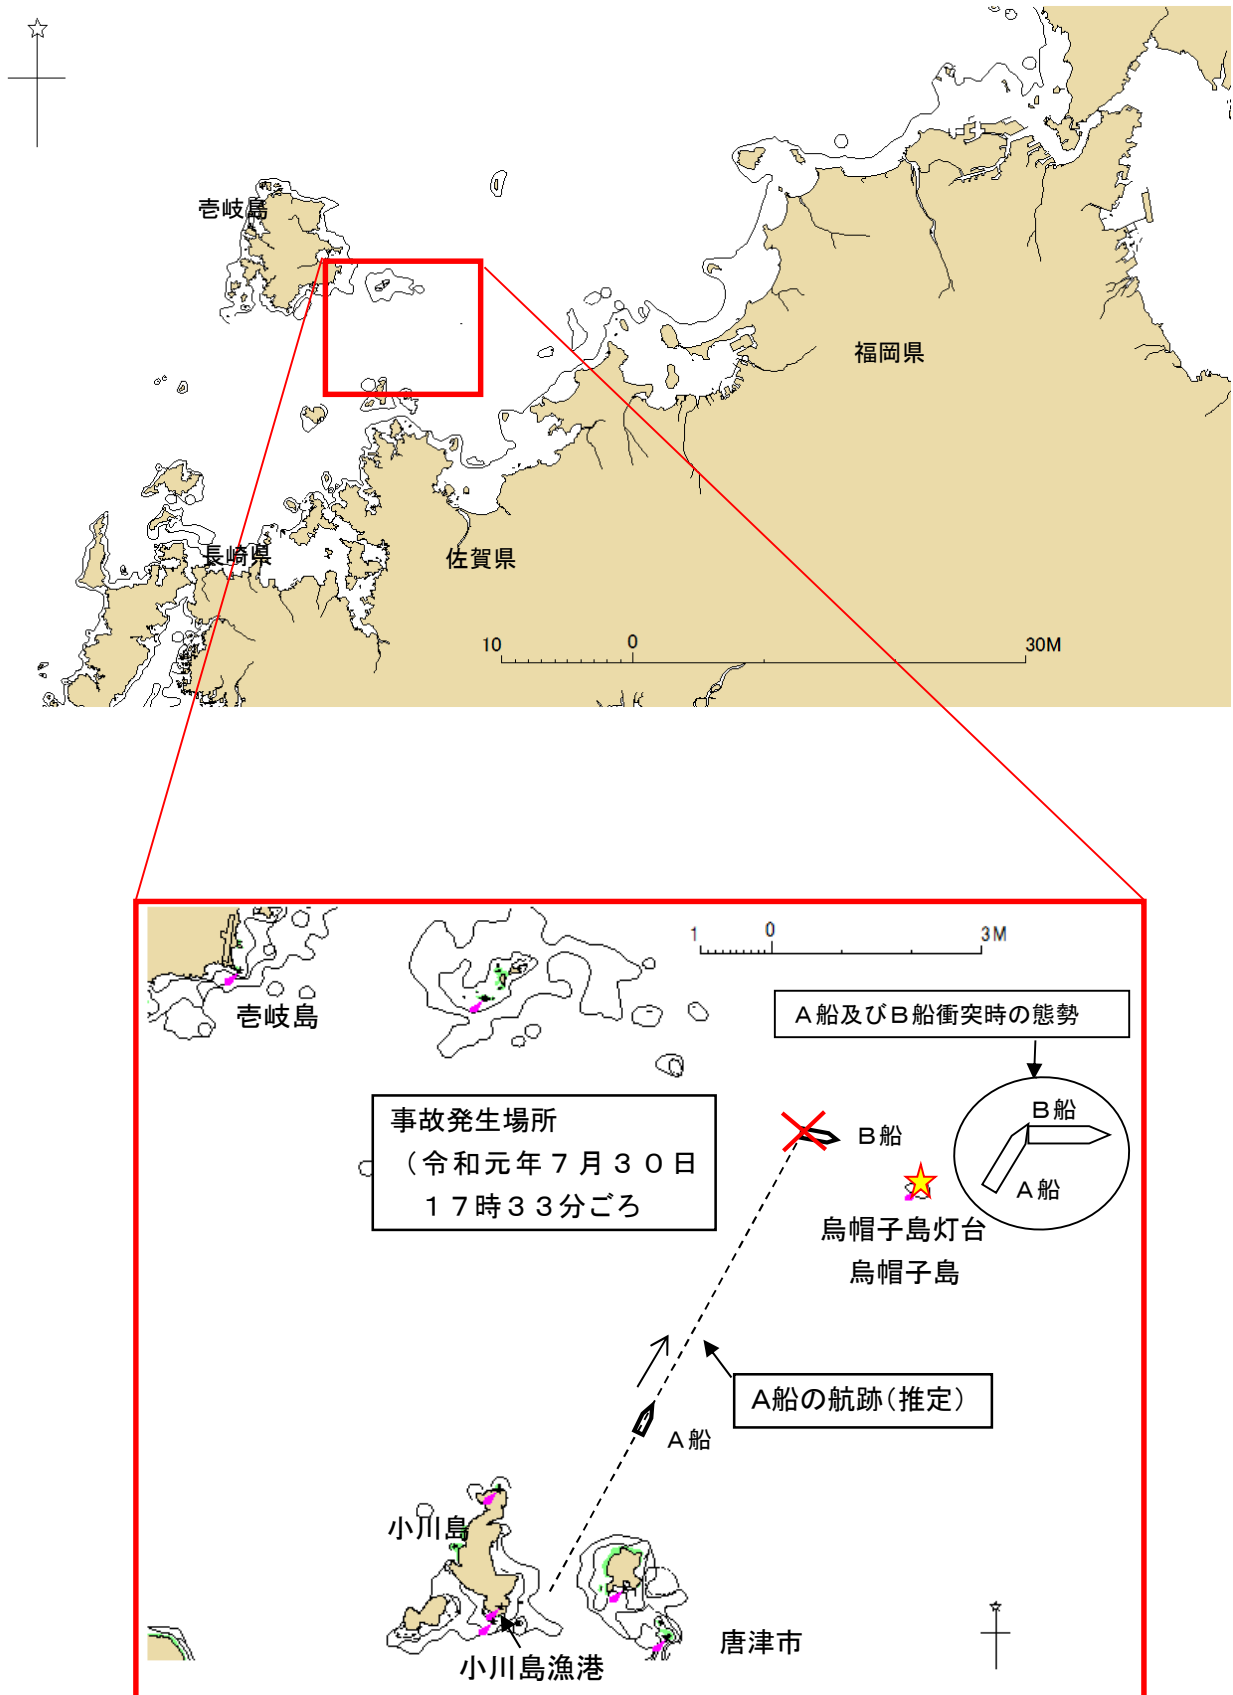 壱岐島
福岡県
長崎県
佐賀県
10 0 30M
1 0 3M
壱岐島
A船及びB船衝突時の態勢
事故発生場所
(令和元年7月30日
17時33分ごろ
B船
B船
A船
烏帽子島灯台
烏帽子島
A船の航跡(推定)
A船
小川島
唐津市
小川島漁港